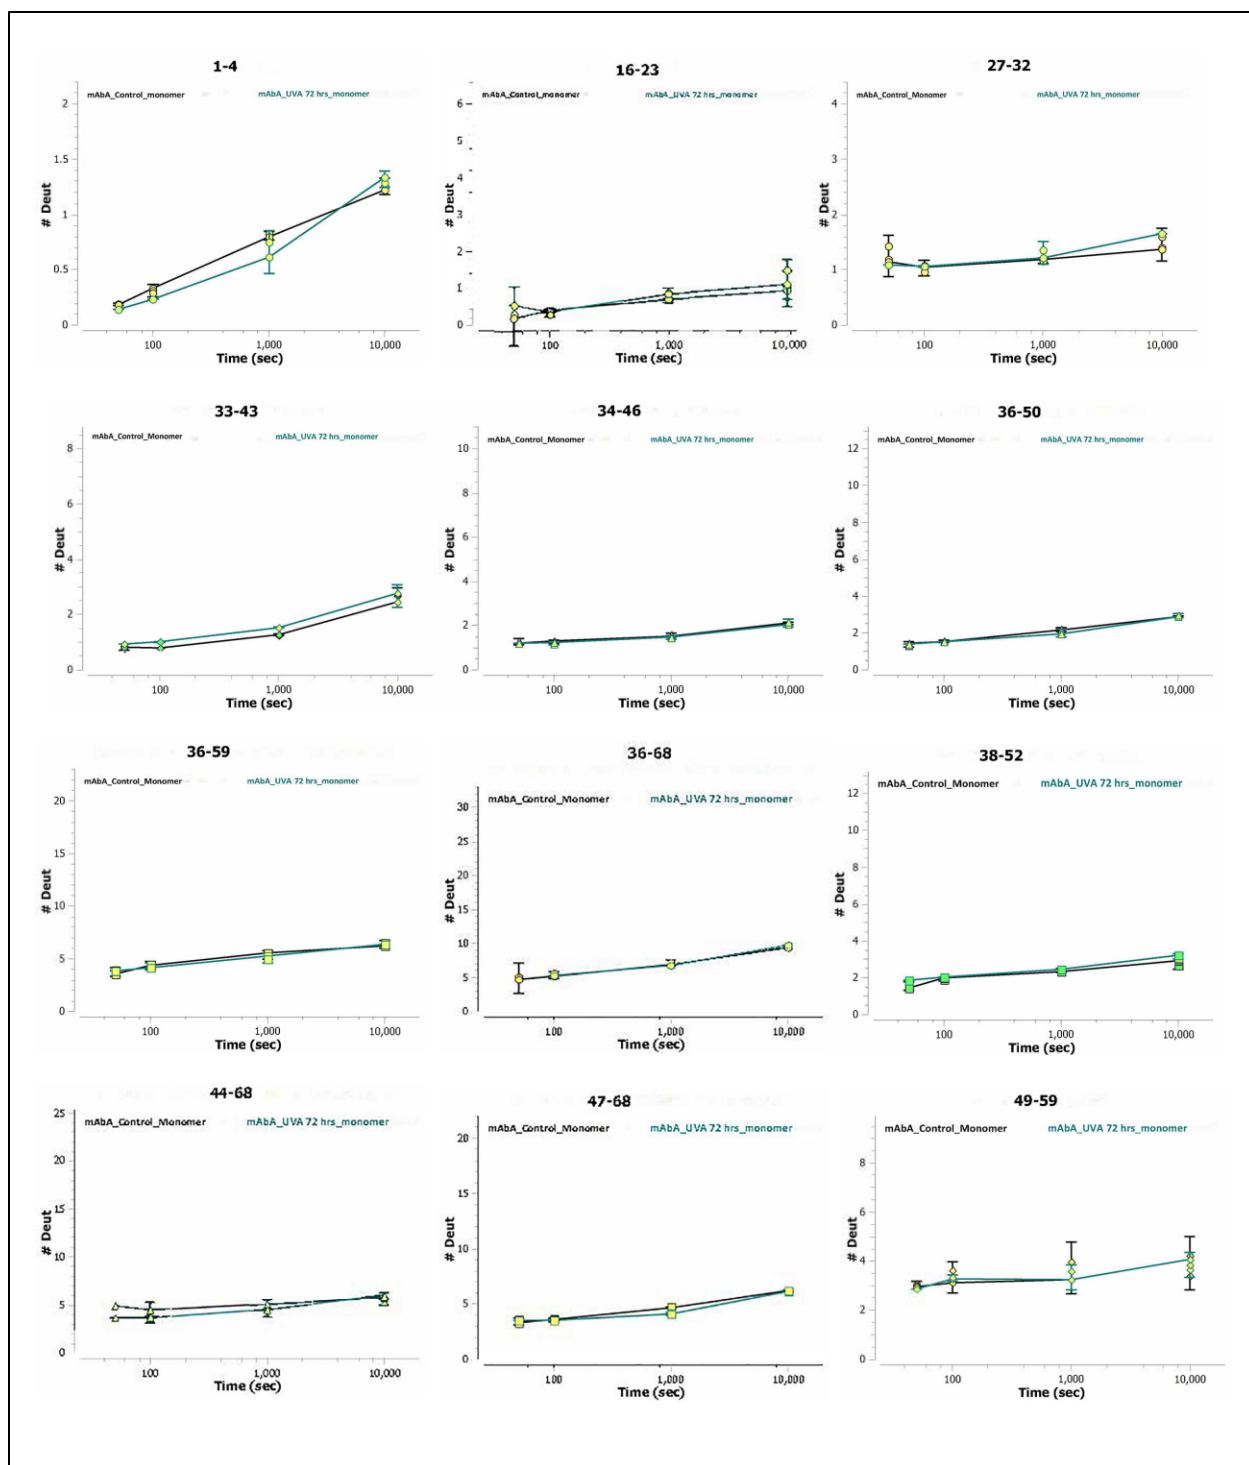 1-4
mAbA_Control_monomer mAbA_UVA 72 hrs_monomer
2
1.5
1
0.5
0
# Deut
100 1,000 10,000
Time (sec)
16-23
mAbA_Control_monomer mAbA_UVA 72 hrs_monomer
6
5
4
3
2
1
0
# Deut
100 1,000 10,000
Time (sec)
27-32
mAbA_Control_Monomer mAbA_UVA 72 hrs_monomer
4
3
2
1
0
# Deut
100 1,000 10,000
Time (sec)
33-43
mAbA_Control_Monomer mAbA_UVA 72 hrs_monomer
8
6
4
2
0
# Deut
100 1,000 10,000
Time (sec)
34-46
mAbA_Control_Monomer mAbA_UVA 72 hrs_monomer
10
8
6
4
2
0
# Deut
100 1,000 10,000
Time (sec)
36-50
mAbA_Control_Monomer mAbA_UVA 72 hrs_monomer
12
10
8
6
4
2
0
# Deut
100 1,000 10,000
Time (sec)
36-59
mAbA_Control_Monomer mAbA_UVA 72 hrs_monomer
20
15
10
5
0
# Deut
100 1,000 10,000
Time (sec)
36-68
mAbA_Control_Monomer mAbA_UVA 72 hrs_monomer
30
25
20
15
10
5
0
# Deut
100 1,000 10,000
Time (sec)
38-52
mAbA_Control_Monomer mAbA_UVA 72 hrs_monomer
12
10
8
6
4
2
0
# Deut
100 1,000 10,000
Time (sec)
44-68
mAbA_Control_Monomer mAbA_UVA 72 hrs_monomer
25
20
15
10
5
0
# Deut
100 1,000 10,000
Time (sec)
47-68
mAbA_Control_Monomer mAbA_UVA 72 hrs_monomer
20
15
10
5
0
# Deut
100 1,000 10,000
Time (sec)
49-59
mAbA_Control_Monomer mAbA_UVA 72 hrs_monomer
8
6
4
2
0
# Deut
100 1,000 10,000
Time (sec)